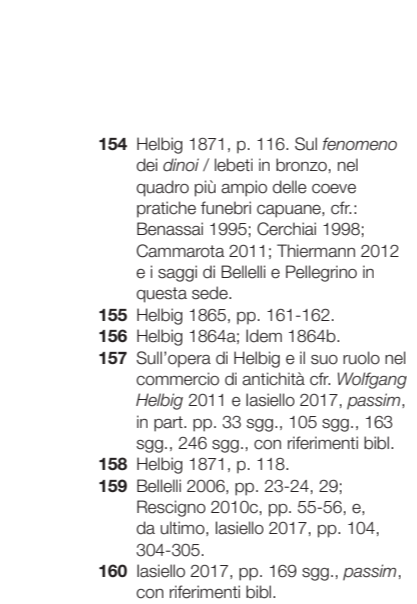 154 Helbig 1871, p. 116. Sul fenomeno
dei dinoi / lebeti in bronzo, nel
quadro più ampio delle coeve
pratiche funebri capuane, cfr.:
Benassai 1995; Cerchiai 1998;
Cammarota 2011; Thiermann 2012
e i saggi di Bellelli e Pellegrino in
questa sede.
155 Helbig 1865, pp. 161-162.
156 Helbig 1864a; Idem 1864b.
157 Sull’opera di Helbig e il suo ruolo nel
commercio di antichità cfr. Wolfgang
Helbig 2011 e Iasiello 2017, passim,
in part. pp. 33 sgg., 105 sgg., 163
sgg., 246 sgg., con riferimenti bibl.
158 Helbig 1871, p. 118.
159 Bellelli 2006, pp. 23-24, 29;
Rescigno 2010c, pp. 55-56, e,
da ultimo, Iasiello 2017, pp. 104,
304-305.
160 Iasiello 2017, pp. 169 sgg., passim,
con riferimenti bibl.